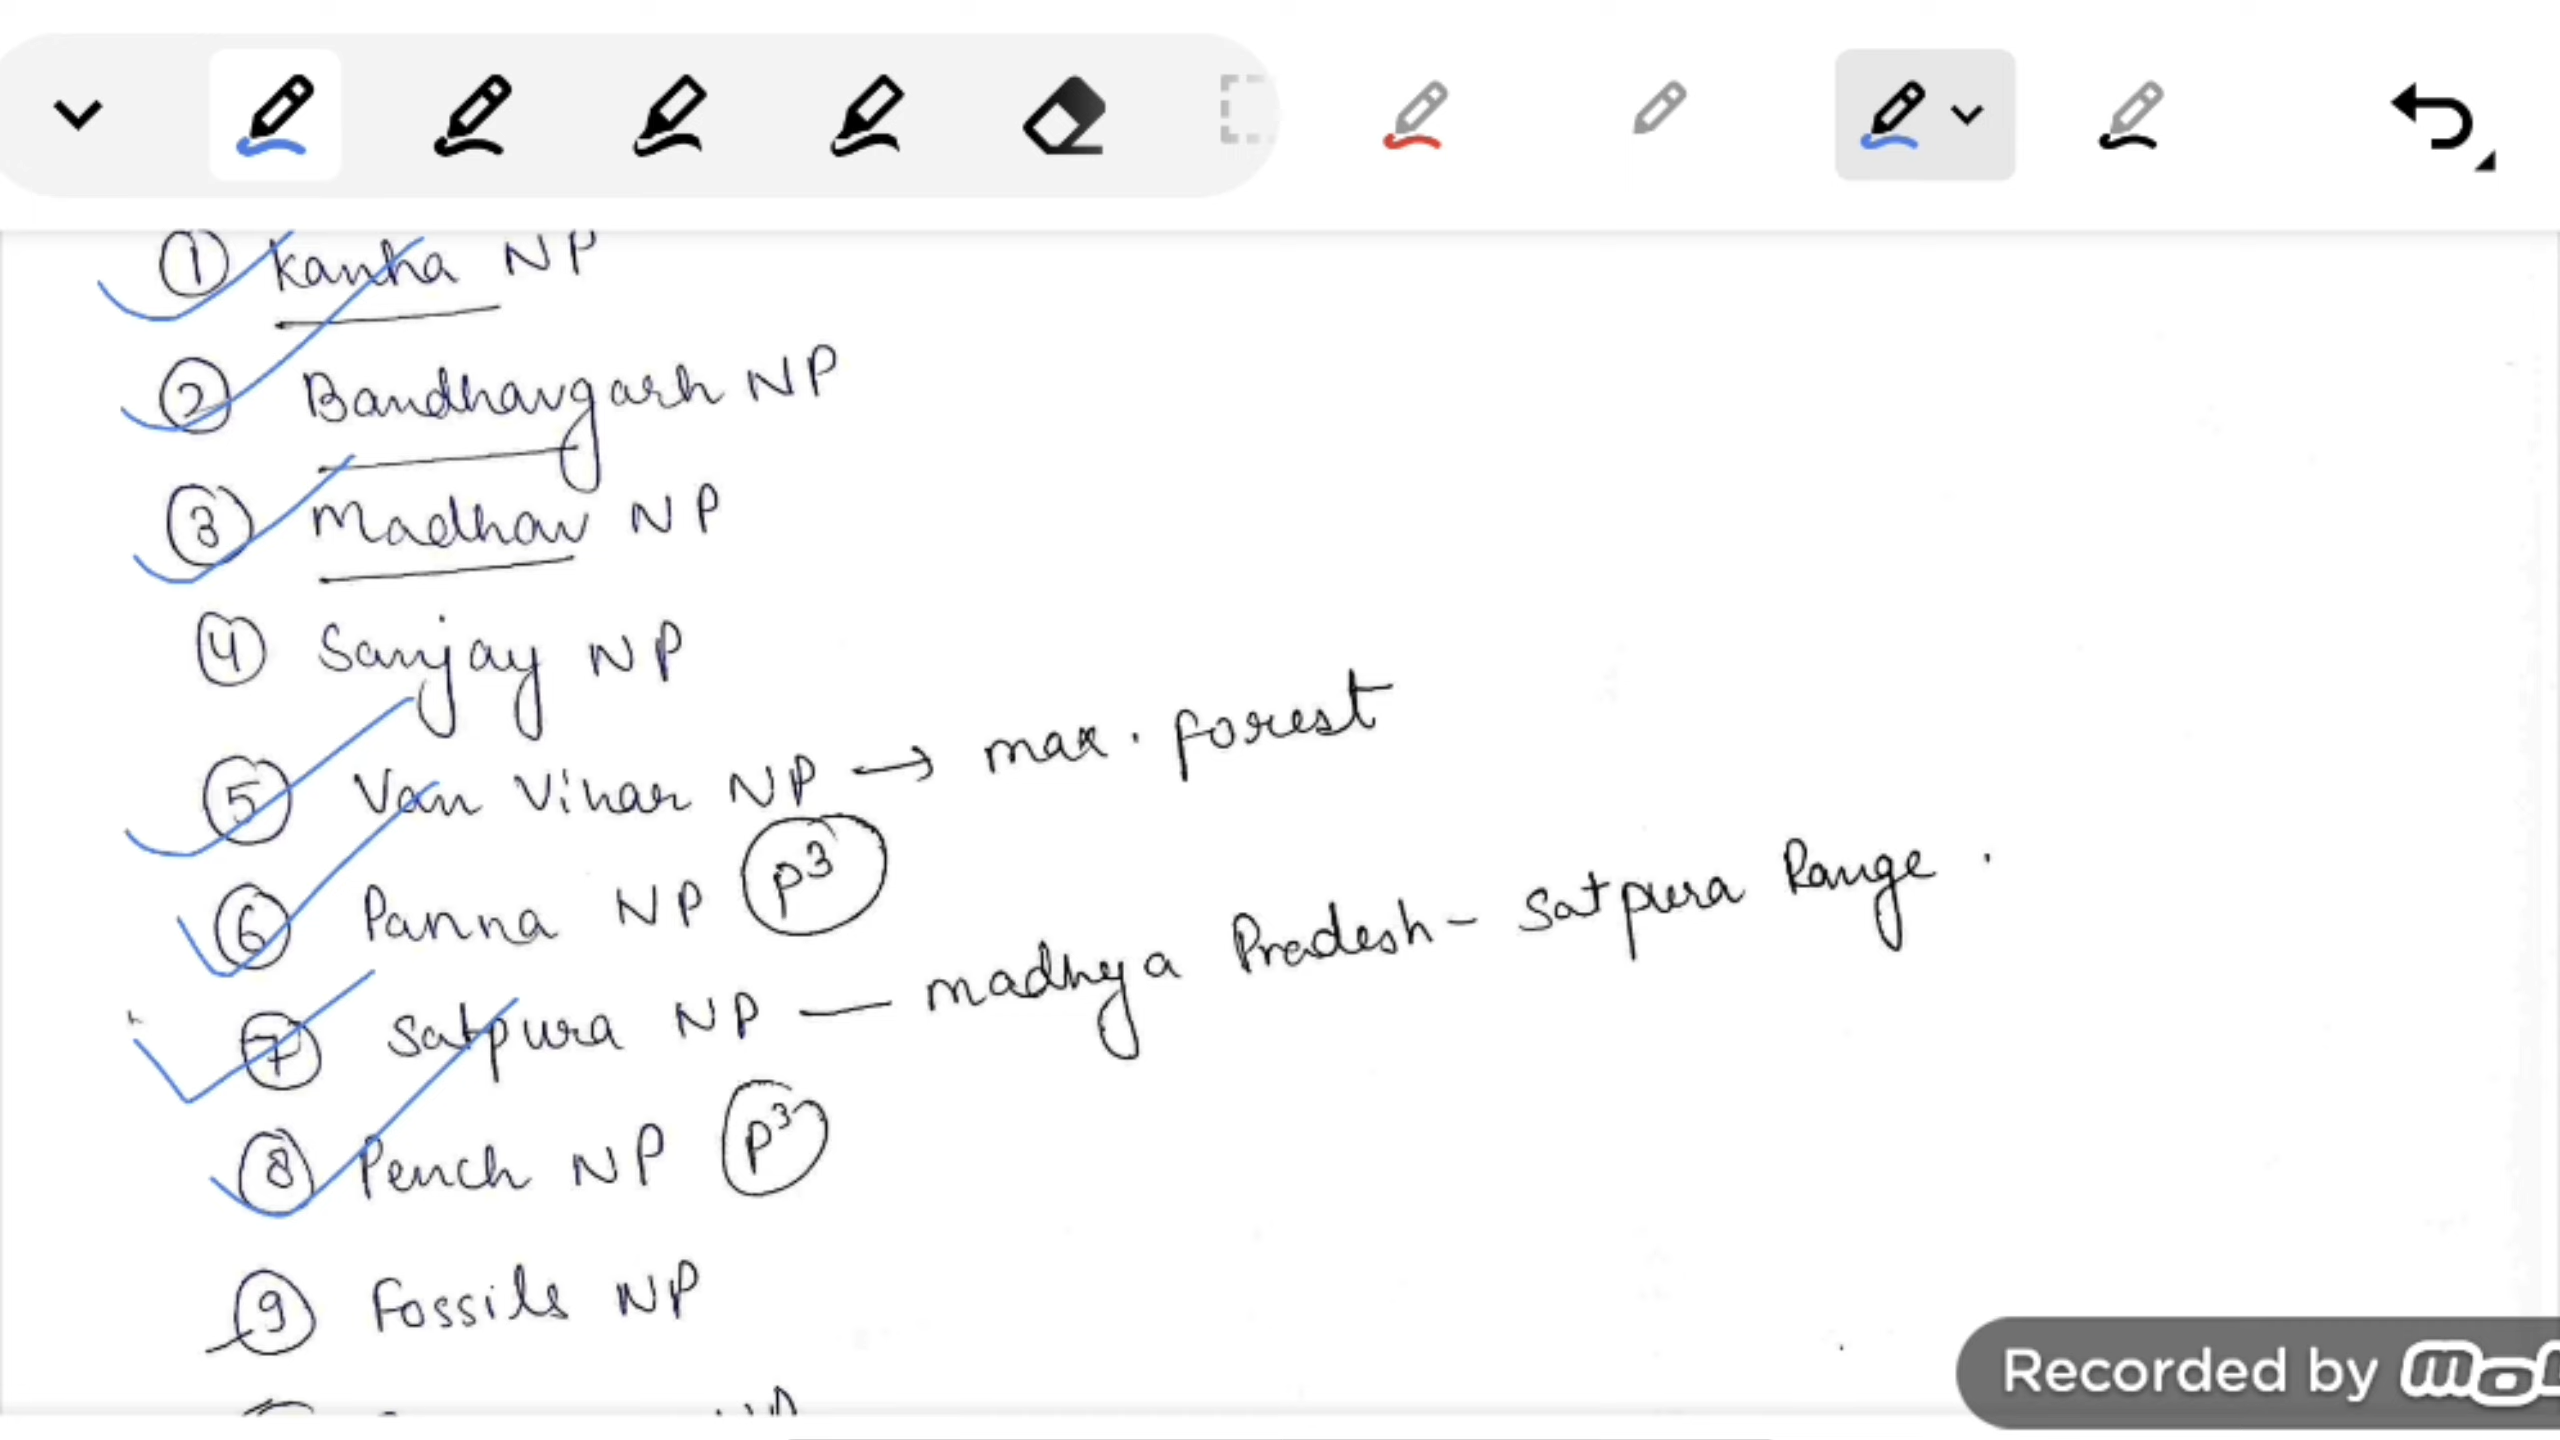 ① Kanha NP
② Bandhavgarh NP
③ Madhav NP
④ Sanjay NP
⑤ Van Vihar NP → max. forest
⑥ Panna NP P³
⑦ Satpura NP — Madhya Pradesh - Satpura Range.
⑧ Pench NP P³
⑨ Fossils NP
NP
Recorded by